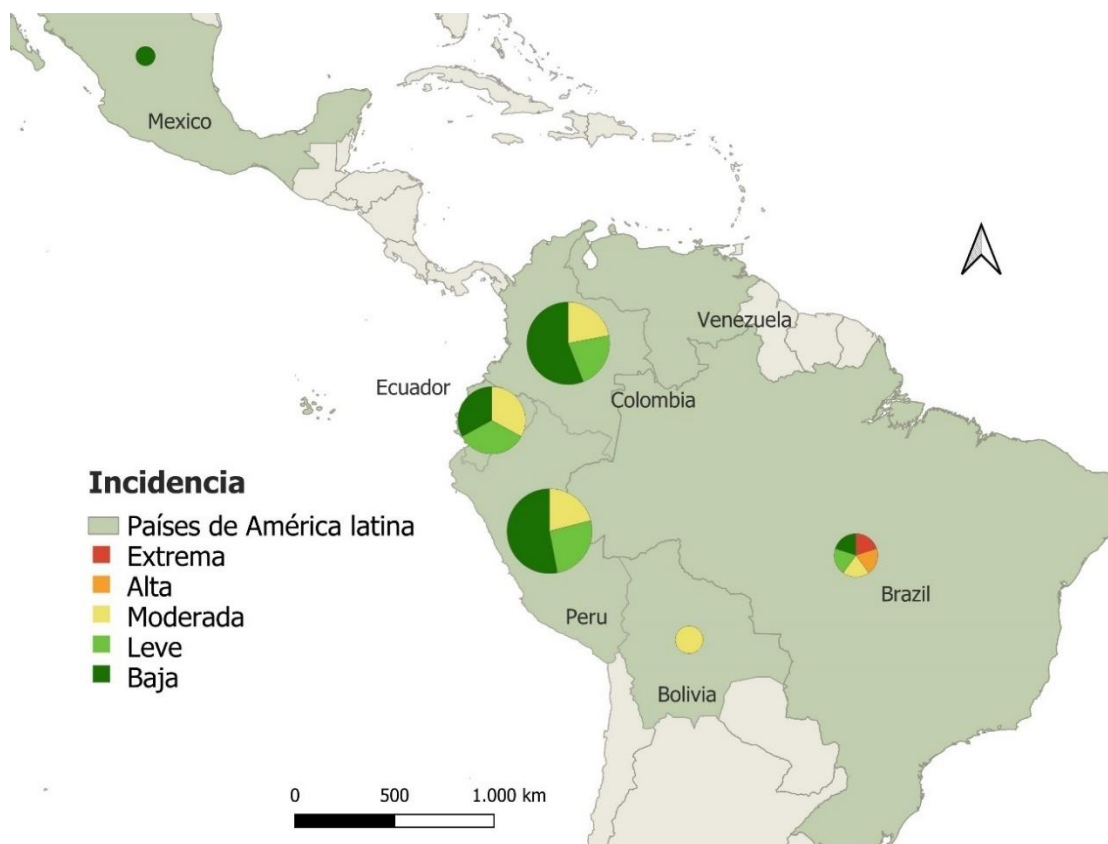 Mexico
Venezuela
Ecuador
Colombia
Incidencia
Países de América latina
Extrema
Alta
Moderada
Leve
Baja
Brazil
Peru
Bolivia
0 500 1.000 km